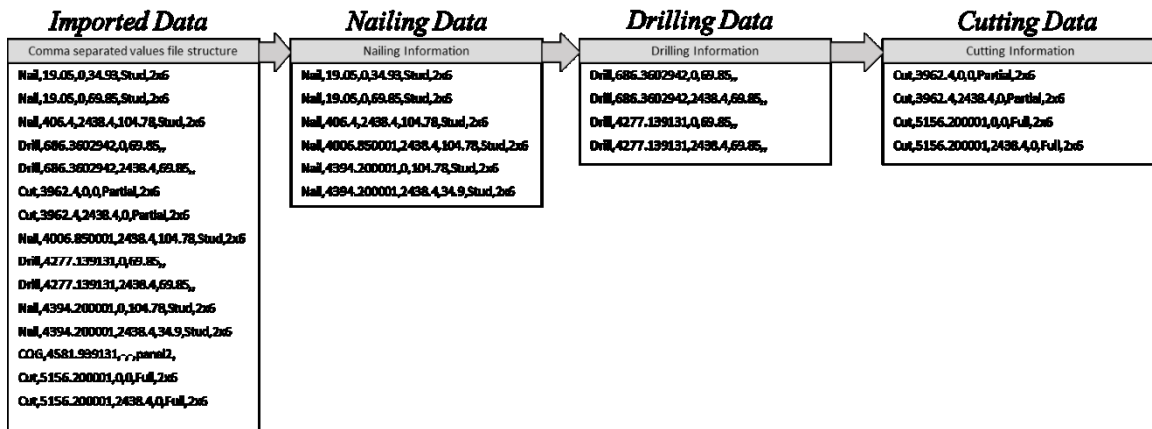 Imported Data
Comma separated values file structure
Nail,19.05,0,34.93,Stud,2x6
Nail,19.05,0,69.85,Stud,2x6
Nail,406.4,2438.4,104.78,Stud,2x6
Drill,686.3602942,0,69.85,,
Drill,686.3602942,2438.4,69.85,,
Cut,3962.4,0,0,Partial,2x6
Cut,3962.4,2438.4,0,Partial,2x6
Nail,4006.850001,2438.4,104.78,Stud,2x6
Drill,4277.139131,0,69.85,,
Drill,4277.139131,2438.4,69.85,,
Nail,4394.200001,0,104.78,Stud,2x6
Nail,4394.200001,2438.4,34.9,Stud,2x6
COG,4581.939131,-,-,panel2,
Cut,5156.200001,0,0,Full,2x6
Cut,5156.200001,2438.4,0,Full,2x6
Nailing Data
Nailing Information
Nail,19.05,0,34.93,Stud,2x6
Nail,19.05,0,69.85,Stud,2x6
Nail,406.4,2438.4,104.78,Stud,2x6
Nail,4006.850001,2438.4,104.78,Stud,2x6
Nail,4394.200001,0,104.78,Stud,2x6
Nail,4394.200001,2438.4,34.9,Stud,2x6
Drilling Data
Drilling Information
Drill,686.3602942,0,69.85,,
Drill,686.3602942,2438.4,69.85,,
Drill,4277.139131,0,69.85,,
Drill,4277.139131,2438.4,69.85,,
Cutting Data
Cutting Information
Cut,3962.4,0,0,Partial,2x6
Cut,3962.4,2438.4,0,Partial,2x6
Cut,5156.200001,0,0,Full,2x6
Cut,5156.200001,2438.4,0,Full,2x6